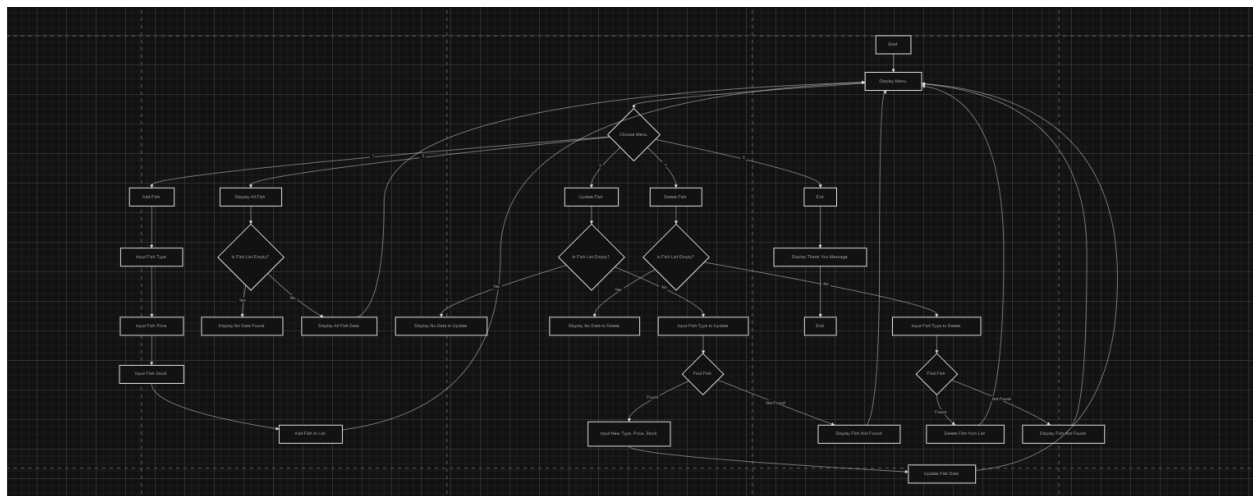 Start
Display Menu
Choose Menu
1
2
5
Add Fish
Display All Fish
Update Fish
Delete Fish
Exit
Input Fish Type
Is Fish List Empty?
Is Fish List Empty?
Is Fish List Empty?
Display Thank You Message
Yes
No
Yes
Yes
No
No
Input Fish Price
Display No Data Found
Display All Fish Data
Display No Data to Update
Display No Data to Delete
Input Fish Type to Update
End
Input Fish Type to Delete
Input Fish Stock
Find Fish
Find Fish
Found
Not Found
Found
Not Found
Add Fish to List
Input New Type, Price, Stock
Display Fish Not Found
Delete Fish from List
Display Fish Not Found
Update Fish Data